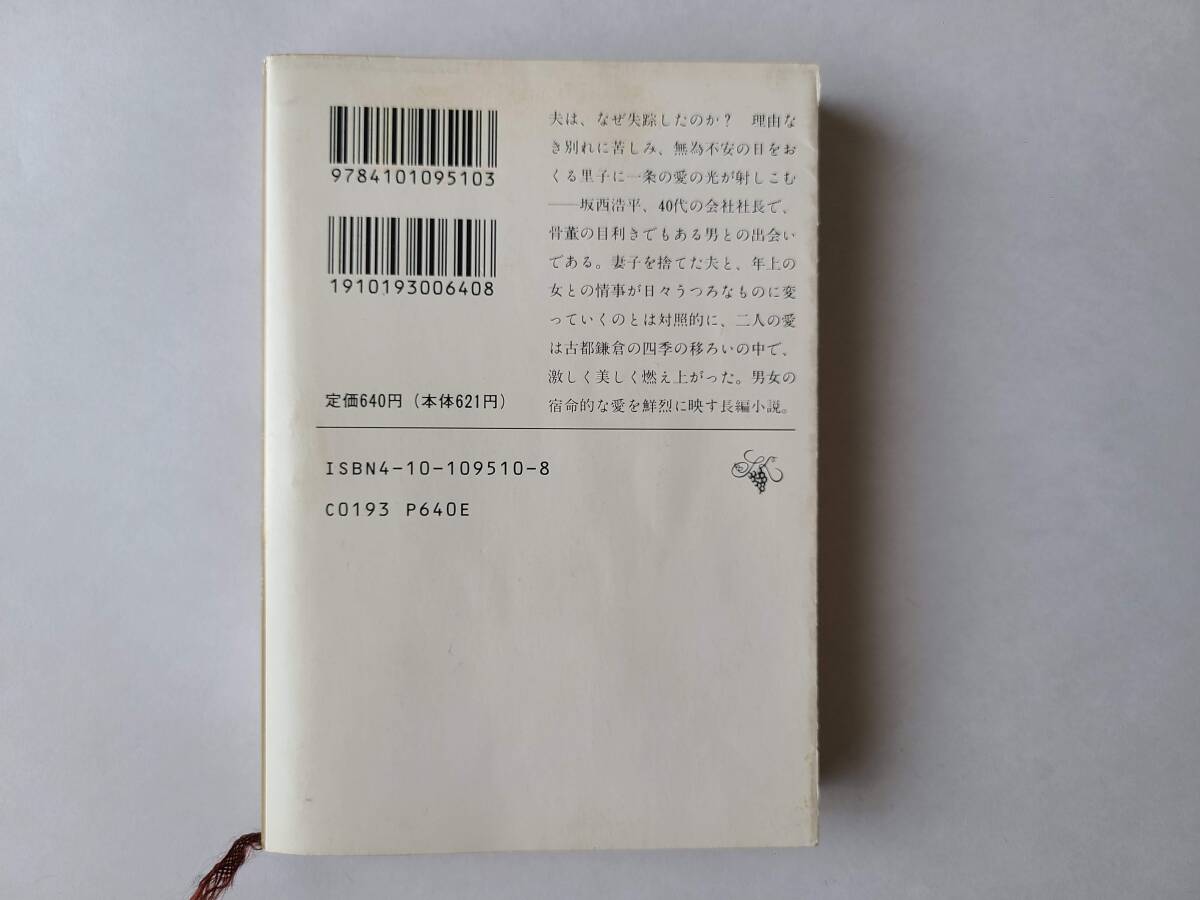 9784101095103
1910193006408
定価640円（本体621円）
夫は、なぜ失踪したのか？　理由な
き別れに苦しみ、無為不安の日をお
くる里子に一条の愛の光が射しこむ
――坂西浩平、40代の会社社長で、
骨董の目利きでもある男との出会い
である。妻子を捨てた夫と、年上の
女との情事が日々うつろなものに変
っていくのとは対照的に、二人の愛
は古都鎌倉の四季の移ろいの中で、
激しく美しく燃え上がった。男女の
宿命的な愛を鮮烈に映す長編小説。
ISBN4-10-109510-8
C0193 P640E